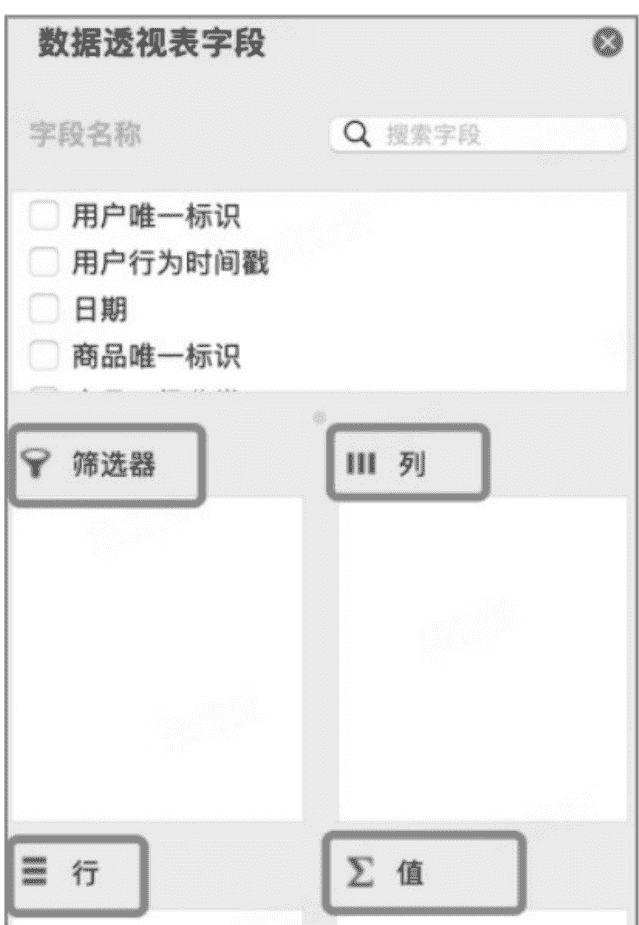 数据透视表字段
字段名称
搜索字段
用户唯一标识
用户行为时间戳
日期
商品唯一标识
筛选器
列
行
Σ 值